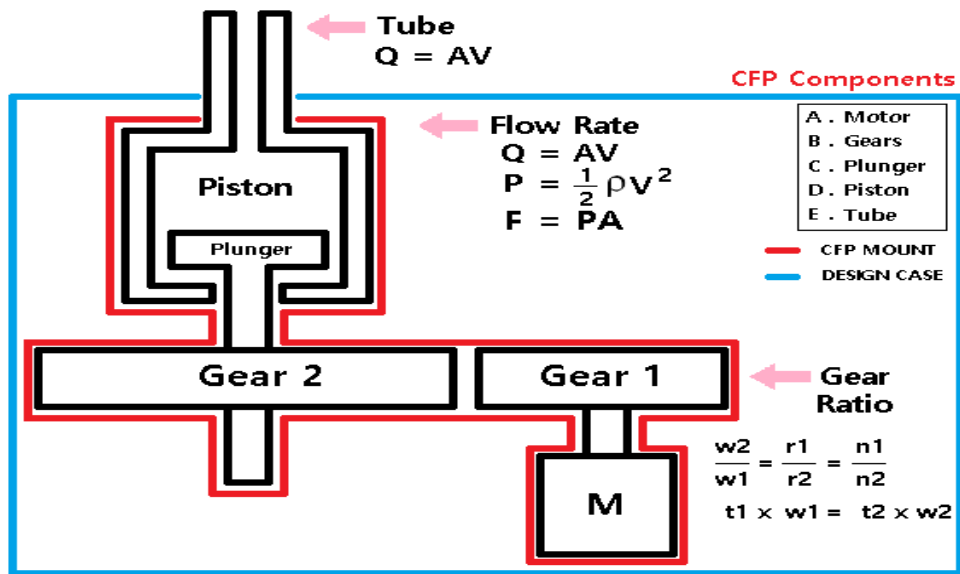 Tube
Q = AV
CFP Components
A . Motor
B . Gears
C . Plunger
D . Piston
E . Tube
Flow Rate
Q = AV
P = 1/2 ρV²
F = PA
Piston
Plunger
CFP MOUNT
DESIGN CASE
Gear 2
Gear 1
Gear
Ratio
w2/w1 = r1/r2 = n1/n2
t1 x w1 = t2 x w2
M